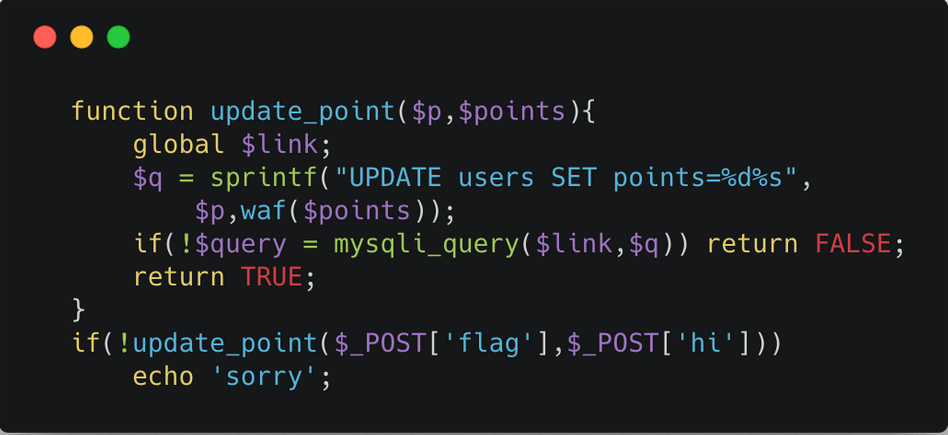 function update_point($p,$points){
    global $link;
    $q = sprintf("UPDATE users SET points=%d%s",
        $p,waf($points));
    if(!$query = mysqli_query($link,$q)) return FALSE;
    return TRUE;
}
if(!update_point($_POST['flag'],$_POST['hi']))
    echo 'sorry';